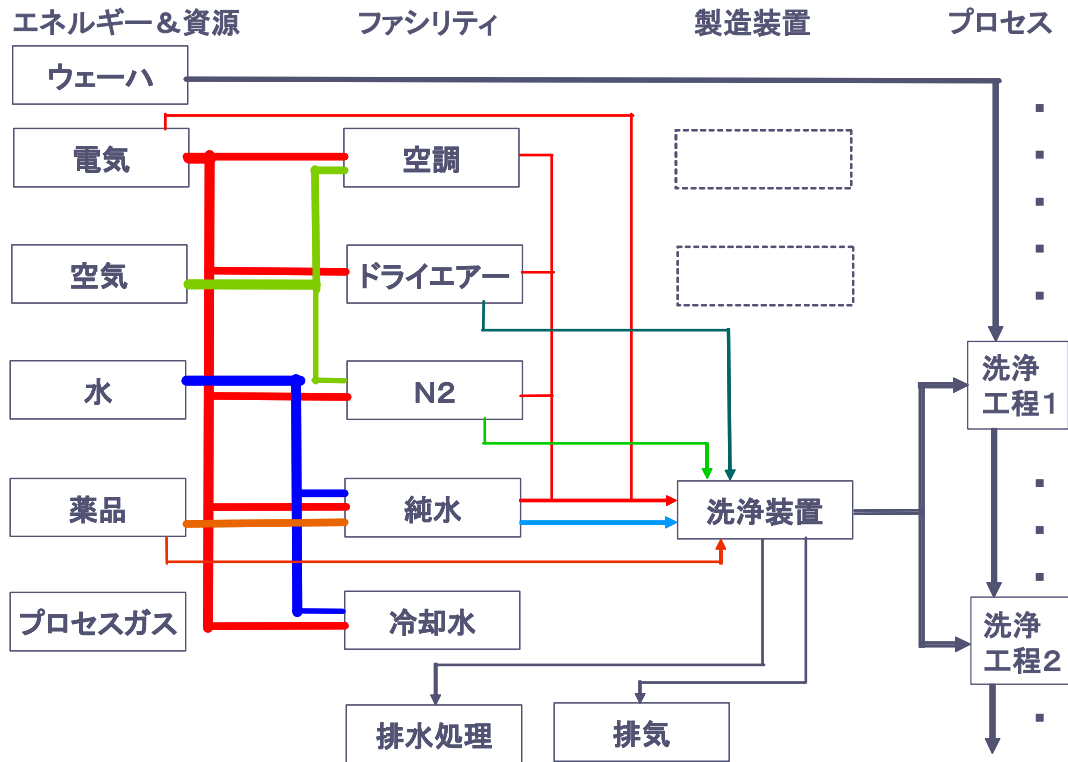 エネルギー＆資源
ファシリティ
製造装置
プロセス
ウェーハ
電気
空調
空気
ドライエアー
水
N2
洗浄
工程1
薬品
純水
洗浄装置
プロセスガス
冷却水
洗浄
工程2
排水処理
排気